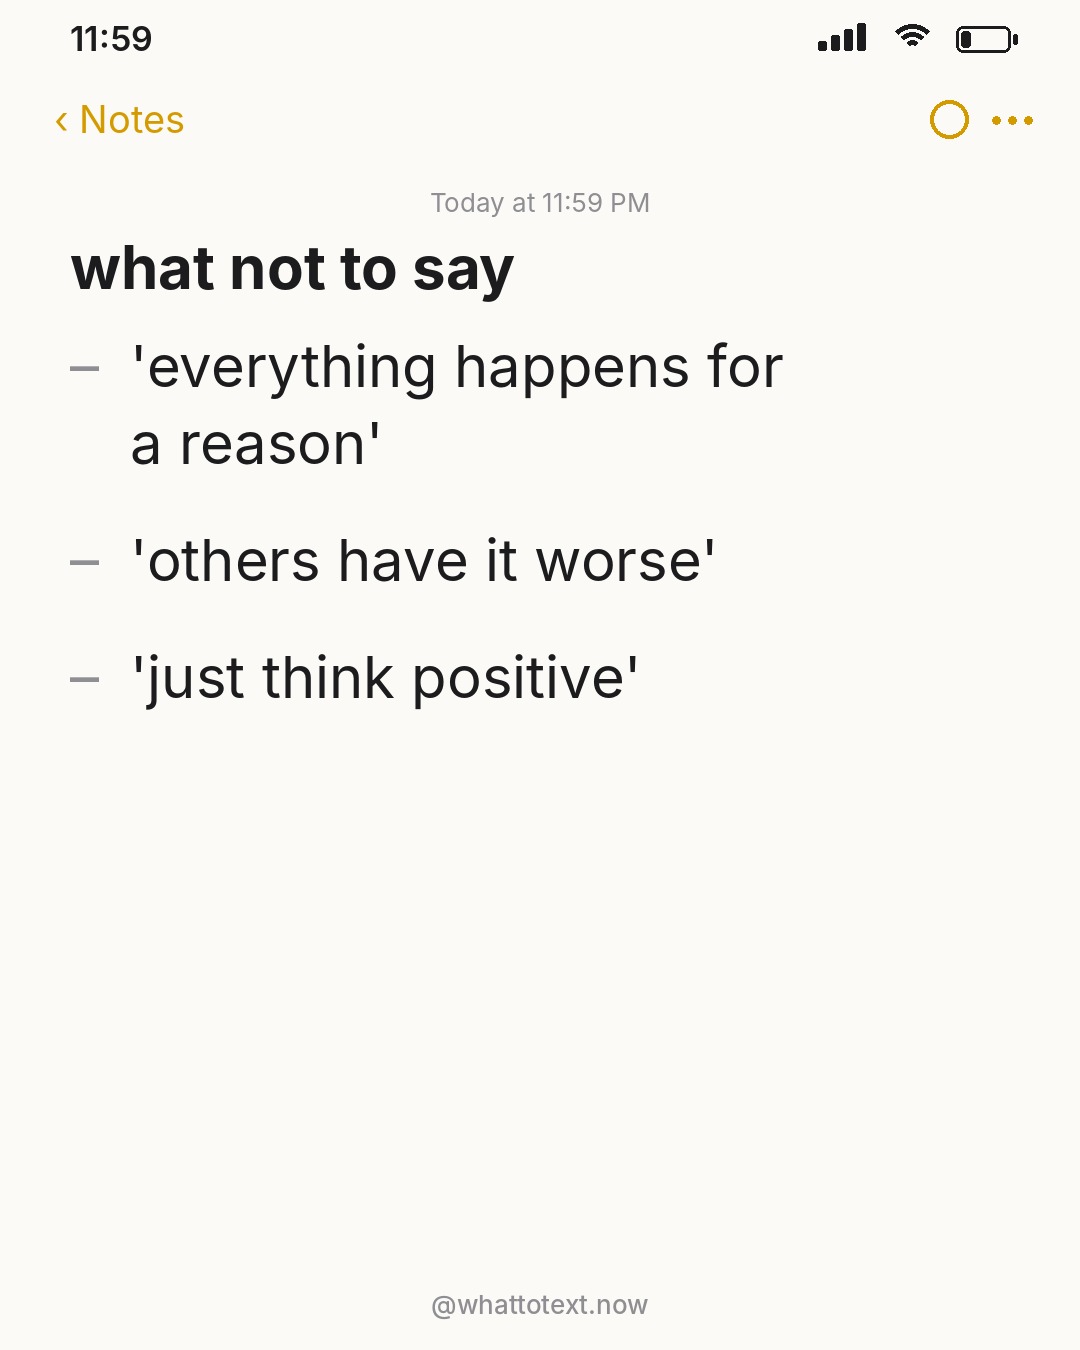 11:59
‹ Notes
Today at 11:59 PM
what not to say
– 'everything happens for
a reason'
– 'others have it worse'
– 'just think positive'
@whattotext.now